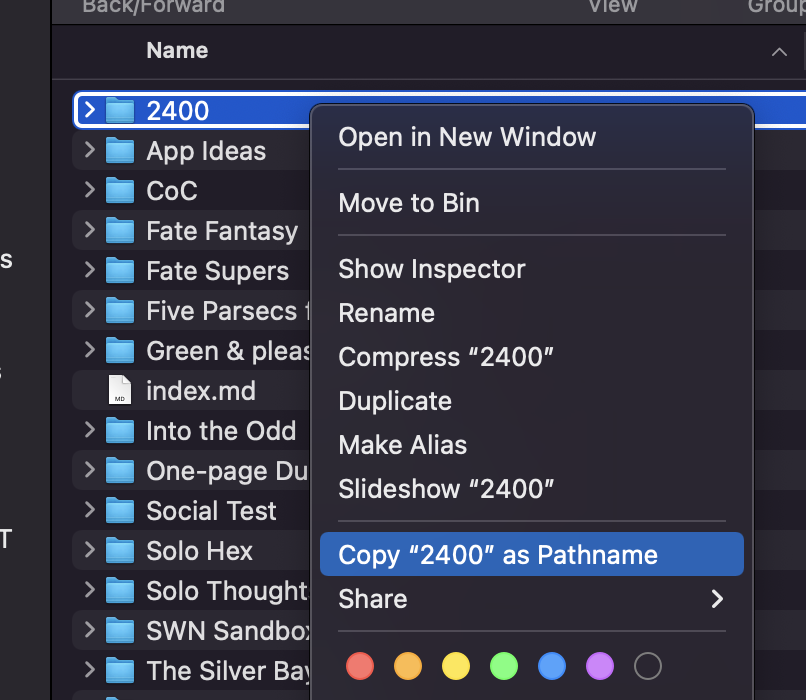 Back/Forward
View
Group
Name
2400
App Ideas
CoC
Fate Fantasy
Fate Supers
Five Parsecs f
Green & pleas
index.md
MD
Into the Odd
One-page Du
Social Test
Solo Hex
Solo Thought
SWN Sandbox
The Silver Bay
s
s
T
Open in New Window
Move to Bin
Show Inspector
Rename
Compress “2400”
Duplicate
Make Alias
Slideshow “2400”
Copy “2400” as Pathname
Share